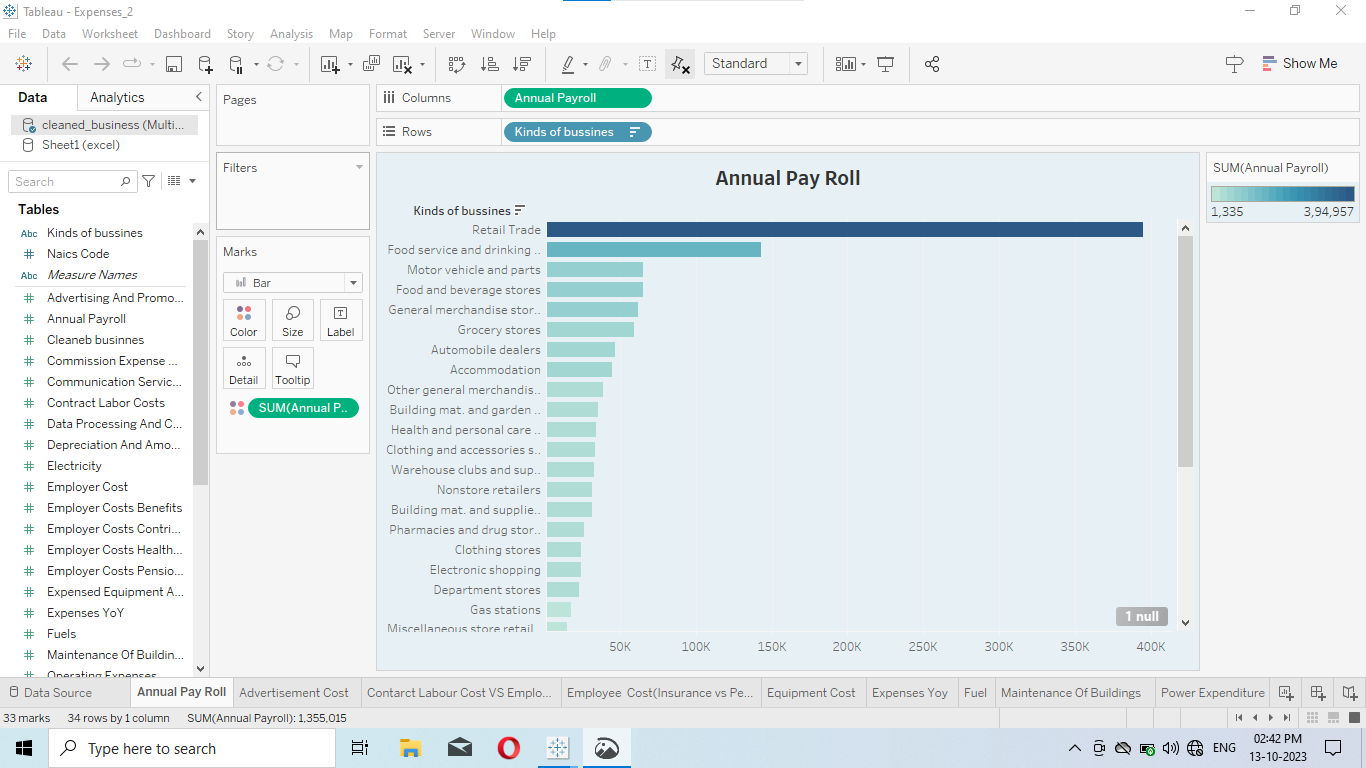 Tableau - Expenses_2
File Data Worksheet Dashboard Story Analysis Map Format Server Window Help
Standard
Show Me
Data Analytics
cleaned_business (Multi...
Sheet1 (excel)
Search
Tables
Abc Kinds of bussines
Naics Code
Abc Measure Names
Advertising And Promo...
Annual Payroll
Cleaneb businnes
Commission Expense ...
Communication Servic...
Contract Labor Costs
Data Processing And C...
Depreciation And Amo...
Electricity
Employer Cost
Employer Costs Benefits
Employer Costs Contri...
Employer Costs Health...
Employer Costs Pensio...
Expensed Equipment A...
Expenses YoY
Fuels
Maintenance Of Buildin...
Operating Expenses
Pages
Filters
Marks
Bar
Color Size Label
Detail Tooltip
SUM(Annual P..
Columns Annual Payroll
Rows Kinds of bussines
Annual Pay Roll
Kinds of bussines
Retail Trade
Food service and drinking ..
Motor vehicle and parts
Food and beverage stores
General merchandise stor..
Grocery stores
Automobile dealers
Accommodation
Other general merchandis..
Building mat. and garden ..
Health and personal care ..
Clothing and accessories s..
Warehouse clubs and sup..
Nonstore retailers
Building mat. and supplie..
Pharmacies and drug stor..
Clothing stores
Electronic shopping
Department stores
Gas stations
Miscellaneous store retail..
1 null
50K 100K 150K 200K 250K 300K 350K 400K
SUM(Annual Payroll)
1,335 3,94,957
Data Source Annual Pay Roll Advertisement Cost Contarct Labour Cost VS Emplo... Employee Cost(Insurance vs Pe... Equipment Cost Expenses Yoy Fuel Maintenance Of Buildings Power Expenditure
33 marks 34 rows by 1 column SUM(Annual Payroll): 1,355,015
Type here to search
ENG
02:42 PM
13-10-2023